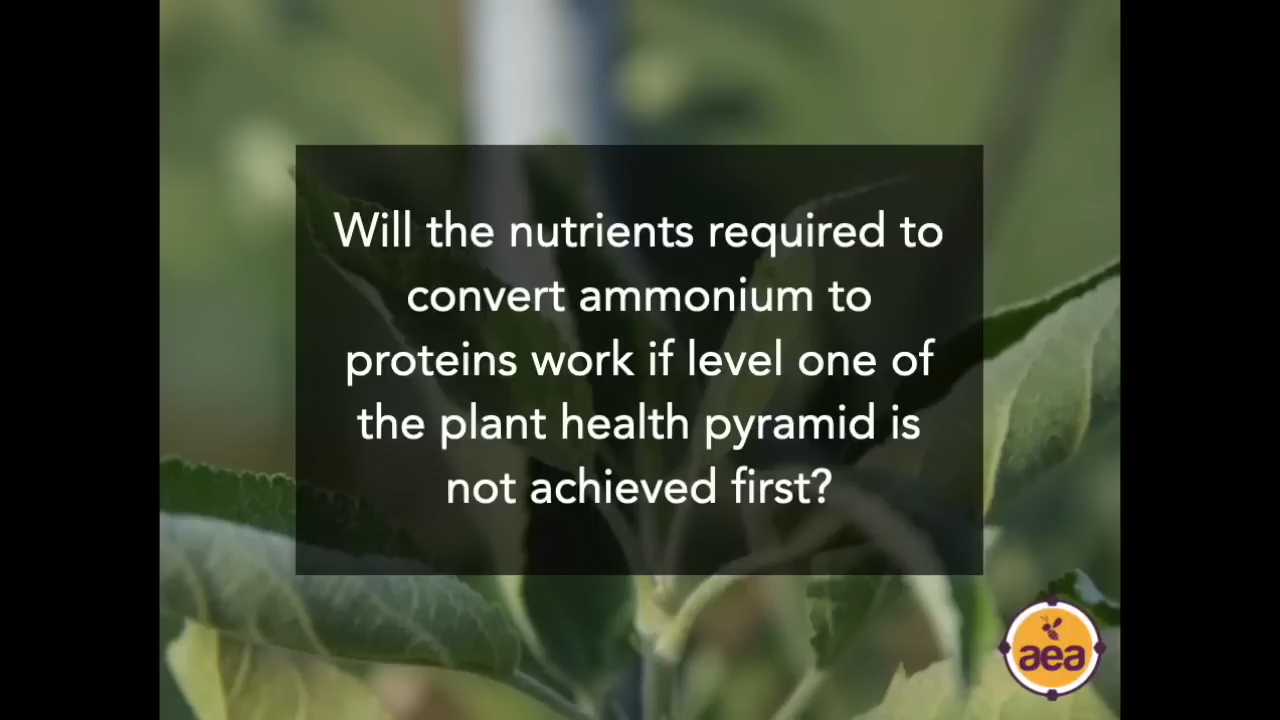 Will the nutrients required to
convert ammonium to
proteins work if level one of
the plant health pyramid is
not achieved first?
aea